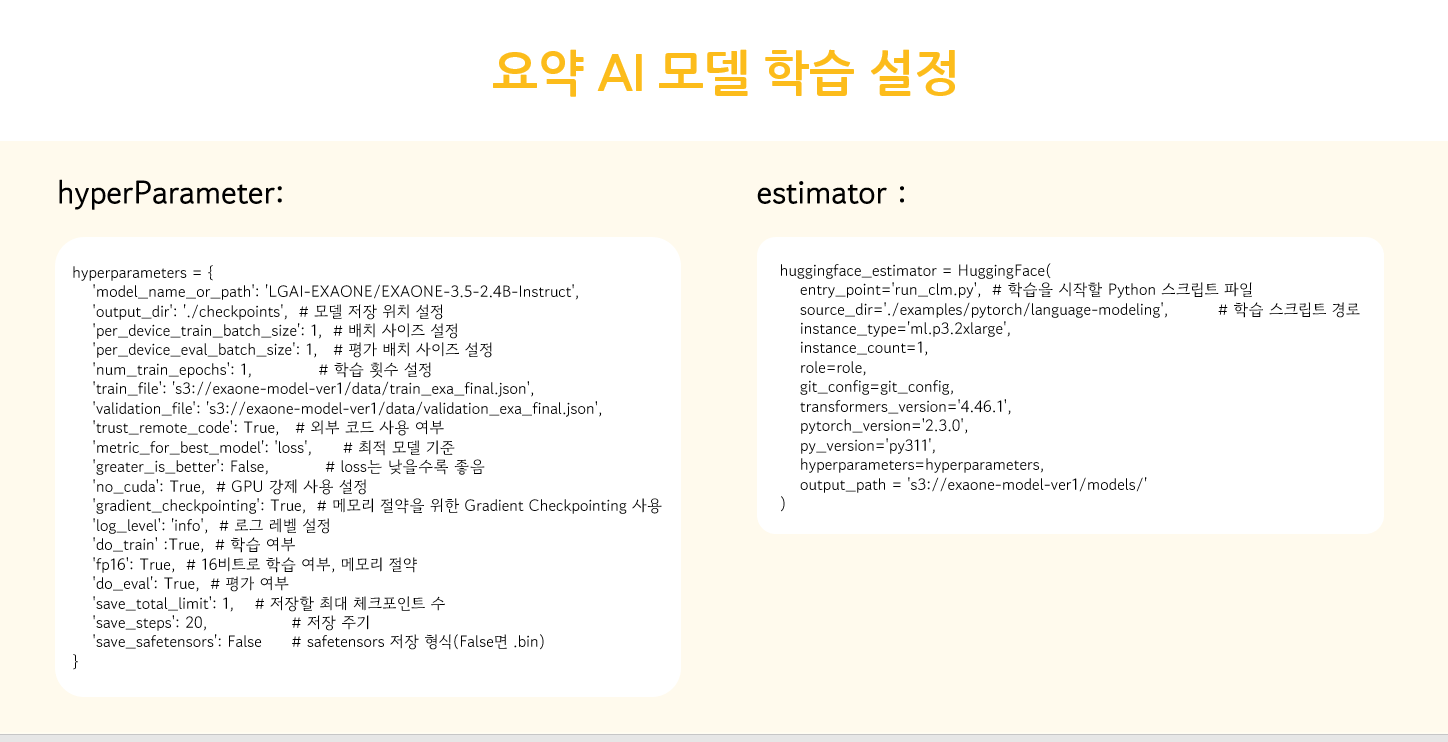 요약 AI 모델 학습 설정
hyperParameter:
hyperparameters = {
'model_name_or_path': 'LGAI-EXAONE/EXAONE-3.5-2.4B-Instruct',
'output_dir': './checkpoints', # 모델 저장 위치 설정
'per_device_train_batch_size': 1, # 배치 사이즈 설정
'per_device_eval_batch_size': 1, # 평가 배치 사이즈 설정
'num_train_epochs': 1, # 학습 횟수 설정
'train_file': 's3://exaone-model-ver1/data/train_exa_final.json',
'validation_file': 's3://exaone-model-ver1/data/validation_exa_final.json',
'trust_remote_code': True, # 외부 코드 사용 여부
'metric_for_best_model': 'loss', # 최적 모델 기준
'greater_is_better': False, # loss는 낮을수록 좋음
'no_cuda': True, # GPU 강제 사용 설정
'gradient_checkpointing': True, # 메모리 절약을 위한 Gradient Checkpointing 사용
'log_level': 'info', # 로그 레벨 설정
'do_train' :True, # 학습 여부
'fp16': True, # 16비트로 학습 여부, 메모리 절약
'do_eval': True, # 평가 여부
'save_total_limit': 1, # 저장할 최대 체크포인트 수
'save_steps': 20, # 저장 주기
'save_safetensors': False # safetensors 저장 형식(False면 .bin)
}
estimator :
huggingface_estimator = HuggingFace(
entry_point='run_clm.py', # 학습을 시작할 Python 스크립트 파일
source_dir='./examples/pytorch/language-modeling', # 학습 스크립트 경로
instance_type='ml.p3.2xlarge',
instance_count=1,
role=role,
git_config=git_config,
transformers_version='4.46.1',
pytorch_version='2.3.0',
py_version='py311',
hyperparameters=hyperparameters,
output_path = 's3://exaone-model-ver1/models/'
)